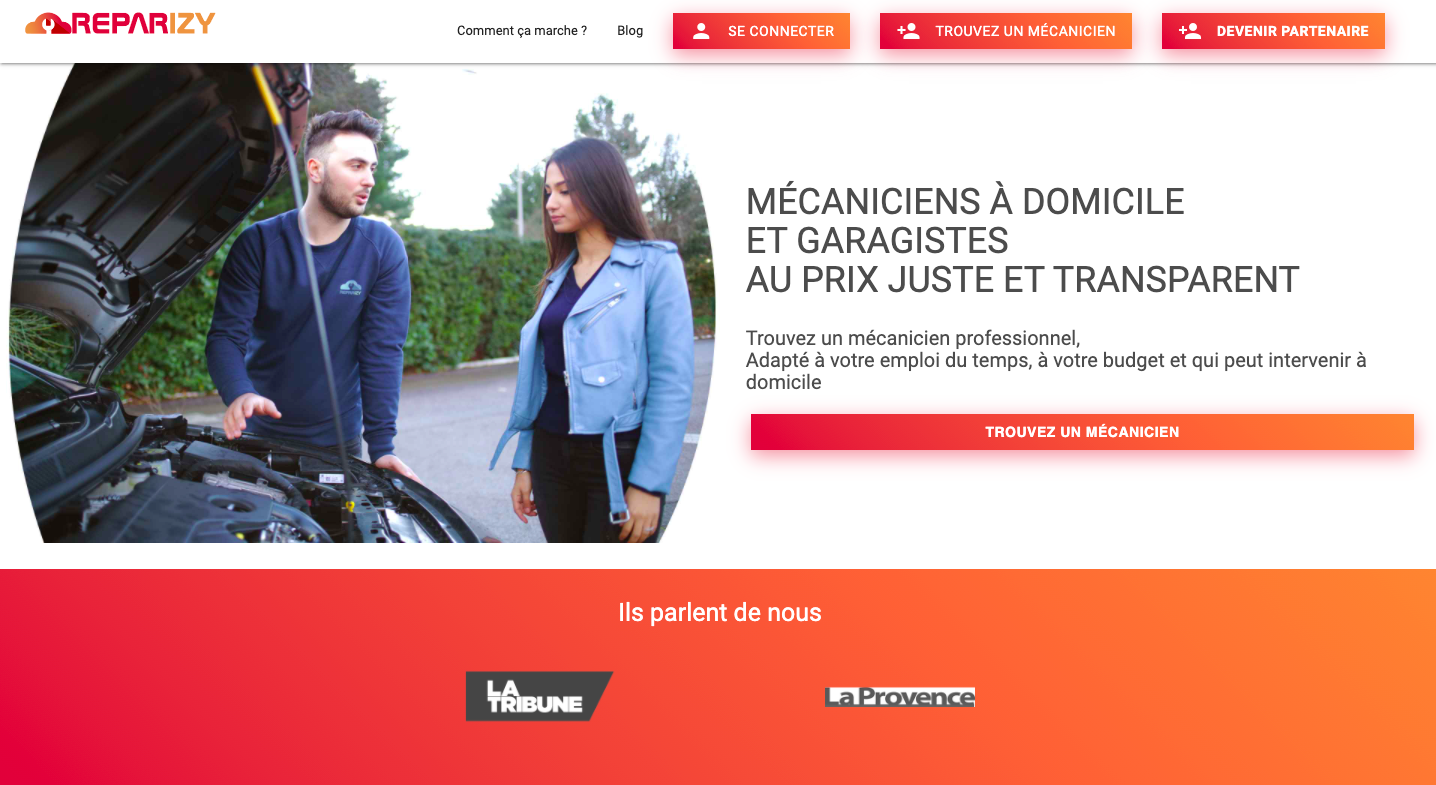 REPARIZY
Comment ça marche ?
Blog
SE CONNECTER
TROUVEZ UN MÉCANICIEN
DEVENIR PARTENAIRE
REPARIZY
MÉCANICIENS À DOMICILE
ET GARAGISTES
AU PRIX JUSTE ET TRANSPARENT
Trouvez un mécanicien professionnel,
Adapté à votre emploi du temps, à votre budget et qui peut intervenir à
domicile
TROUVEZ UN MÉCANICIEN
Ils parlent de nous
LA
TRIBUNE
La Provence